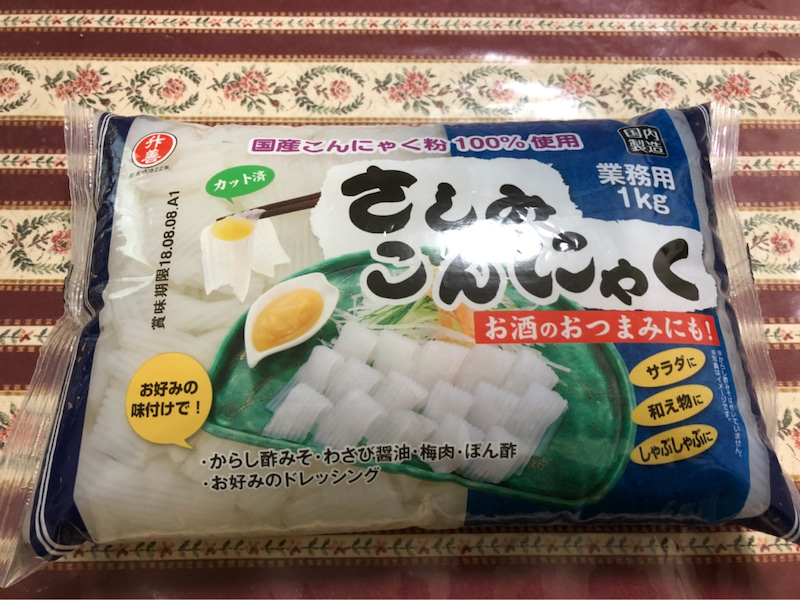 升善
国産こんにゃく粉100%使用
国内
製造
カット済
業務用
1kg
さしみ
こんにゃく
賞味期限18.08.08.A1
お酒のおつまみにも!
サラダに
和え物に
しゃぶしゃぶに
お好みの
味付けで!
・からし酢みそ・わさび醤油・梅肉・ぽん酢
・お好みのドレッシング